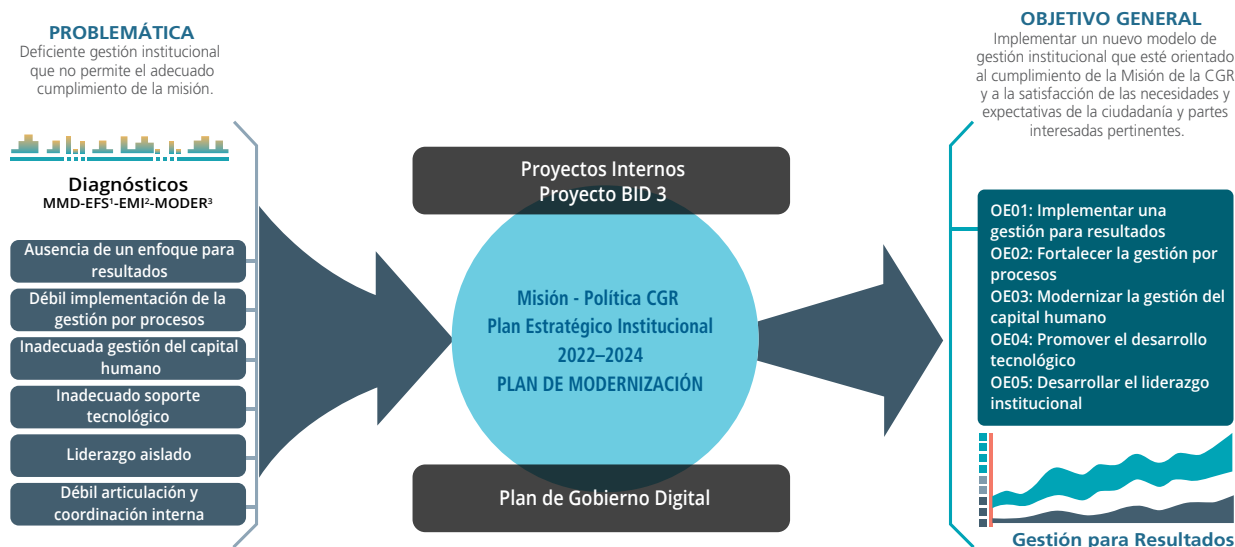 PROBLEMÁTICA
Deficiente gestión institucional
que no permite el adecuado
cumplimiento de la misión.
Diagnósticos
MMD-EFS¹-EMI²-MODER³
Ausencia de un enfoque para
resultados
Débil implementación de la
gestión por procesos
Inadecuada gestión del capital
humano
Inadecuado soporte
tecnológico
Liderazgo aislado
Débil articulación y
coordinación interna
Proyectos Internos
Proyecto BID 3
Misión - Política CGR
Plan Estratégico Institucional
2022–2024
PLAN DE MODERNIZACIÓN
Plan de Gobierno Digital
OBJETIVO GENERAL
Implementar un nuevo modelo de
gestión institucional que esté orientado
al cumplimiento de la Misión de la CGR
y a la satisfacción de las necesidades y
expectativas de la ciudadanía y partes
interesadas pertinentes.
OE01: Implementar una
gestión para resultados
OE02: Fortalecer la gestión por
procesos
OE03: Modernizar la gestión del
capital humano
OE04: Promover el desarrollo
tecnológico
OE05: Desarrollar el liderazgo
institucional
Gestión para Resultados